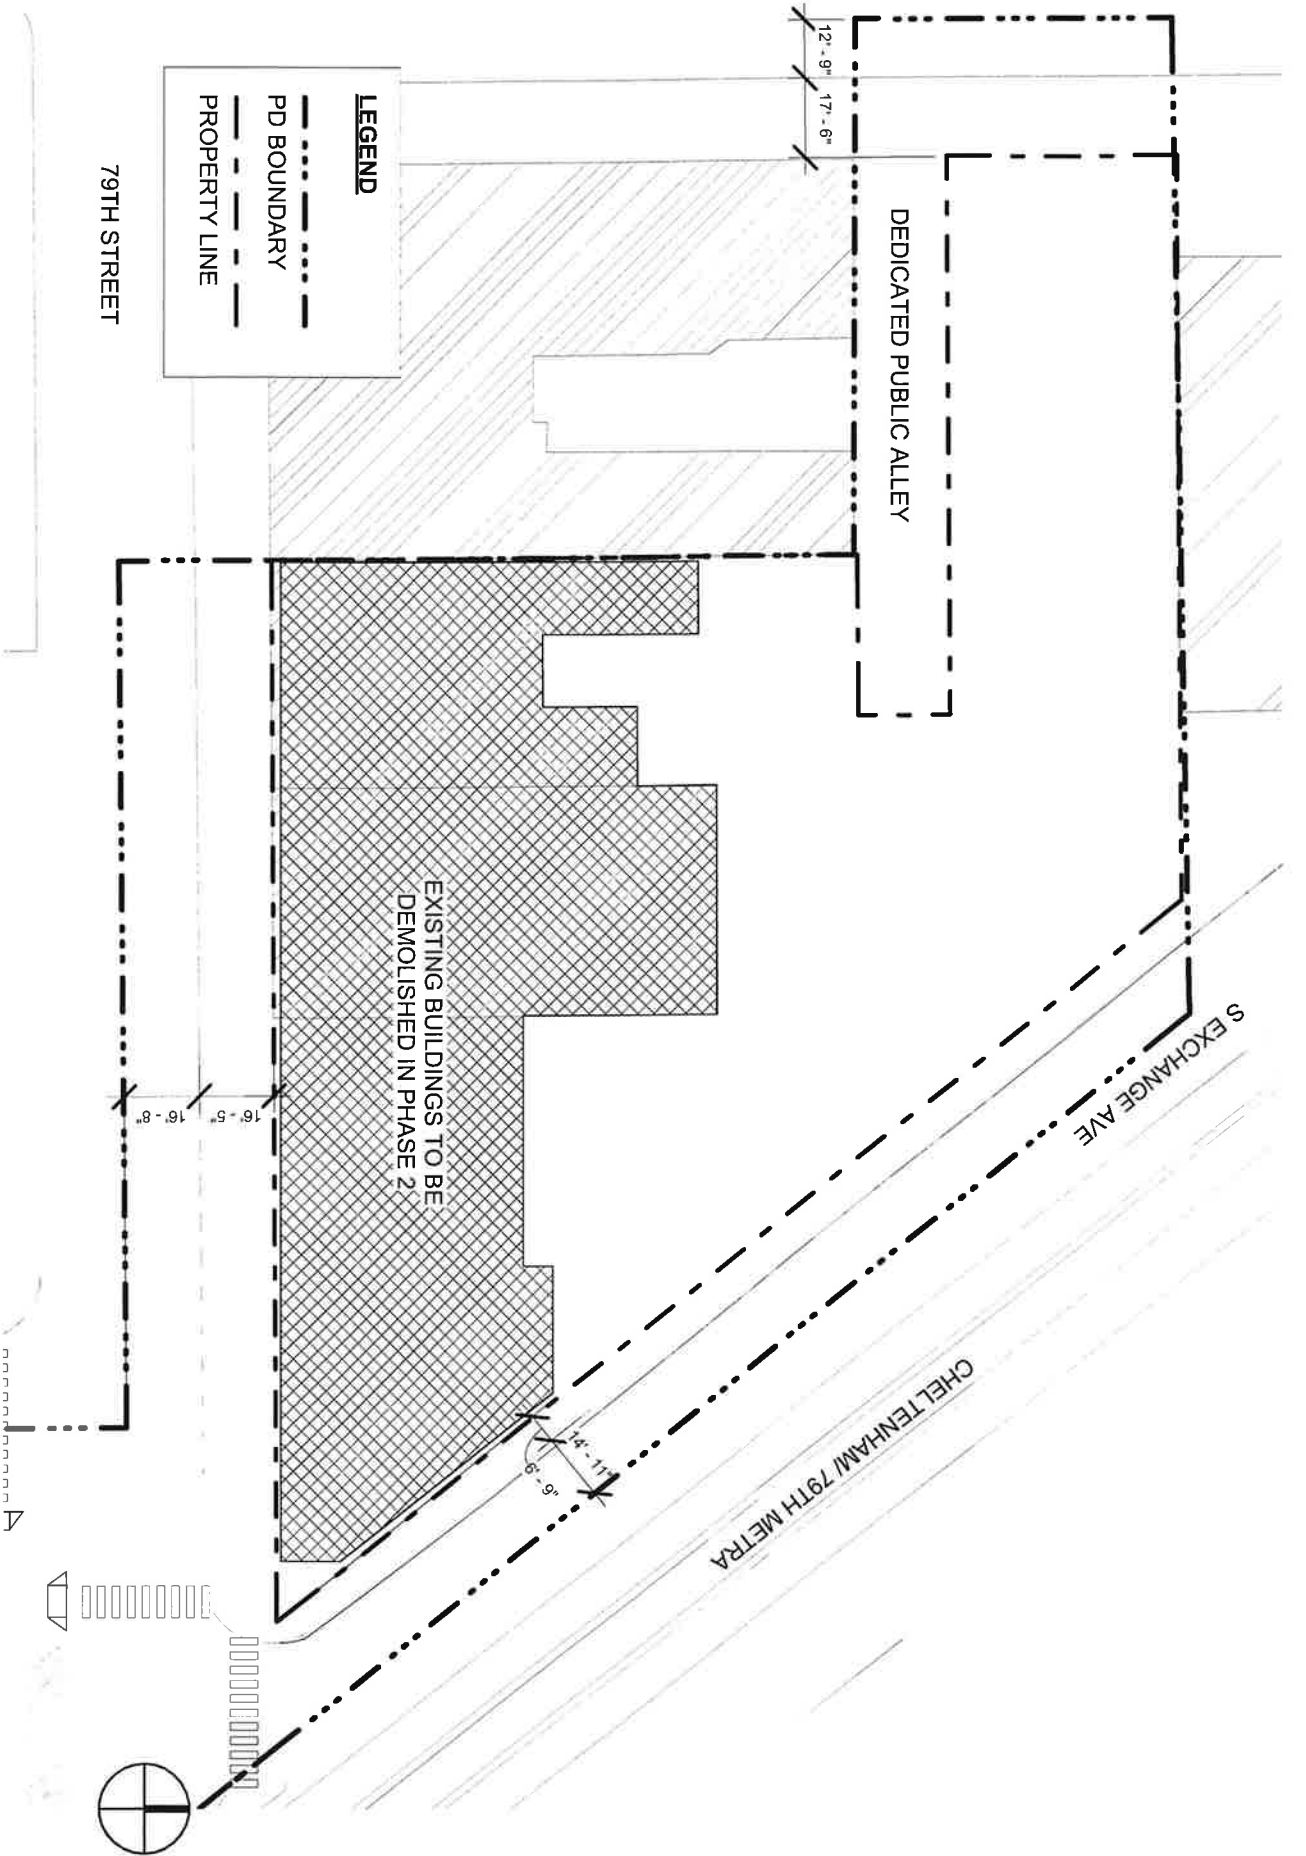 S EXCHANGE AVE
CHELTENHAM/ 79TH METRA
DEDICATED PUBLIC ALLEY
12' - 9"
17' - 6"
14' - 11"
6' - 9"
EXISTING BUILDINGS TO BE
DEMOLISHED IN PHASE 2
16' - 5"
16' - 8"
LEGEND
PD BOUNDARY
PROPERTY LINE
79TH STREET